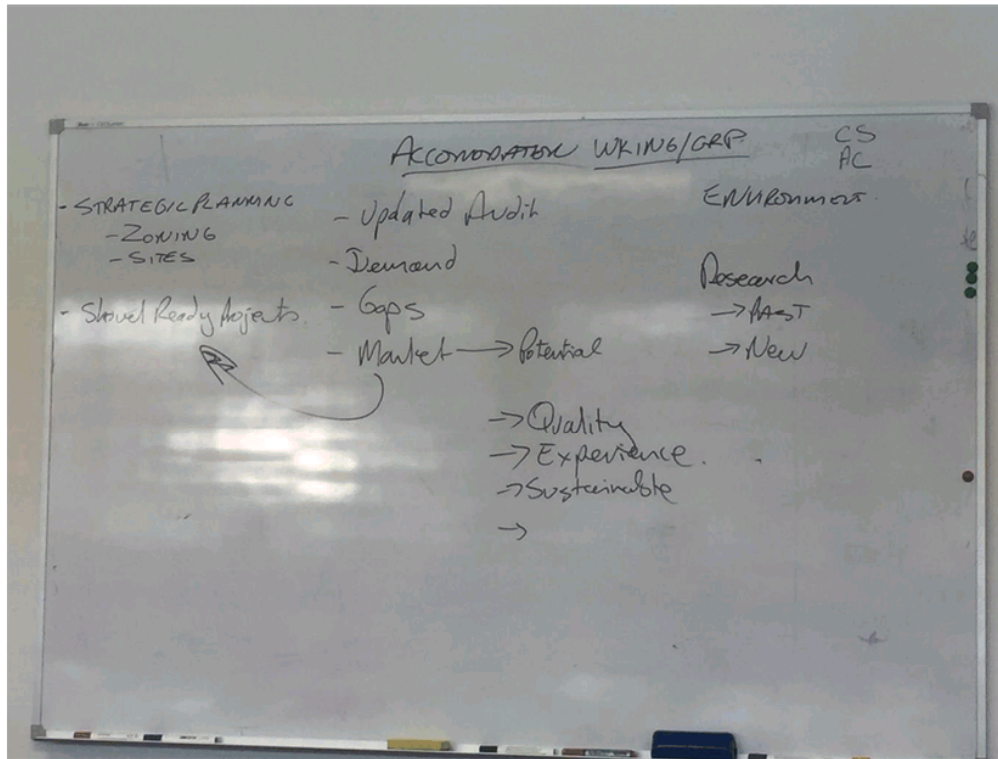 ACCOMODATION WKING/GRP
CS
AC
- STRATEGIC PLANNING
- ZONING
- SITES
- Shovel Ready Projects.
- Updated Audit
- Demand
- Gaps
- Market → Potential
→ Quality
→ Experience.
→ Sustainable
→
ENVIRONMENT.
Research
→ PAST
→ New